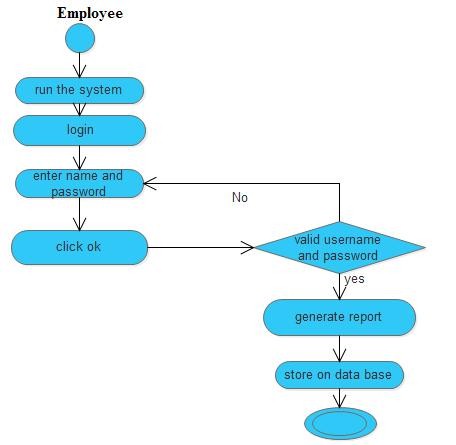 Employee
run the system
login
enter name and
password
No
click ok
valid username
and password
yes
generate report
store on data base